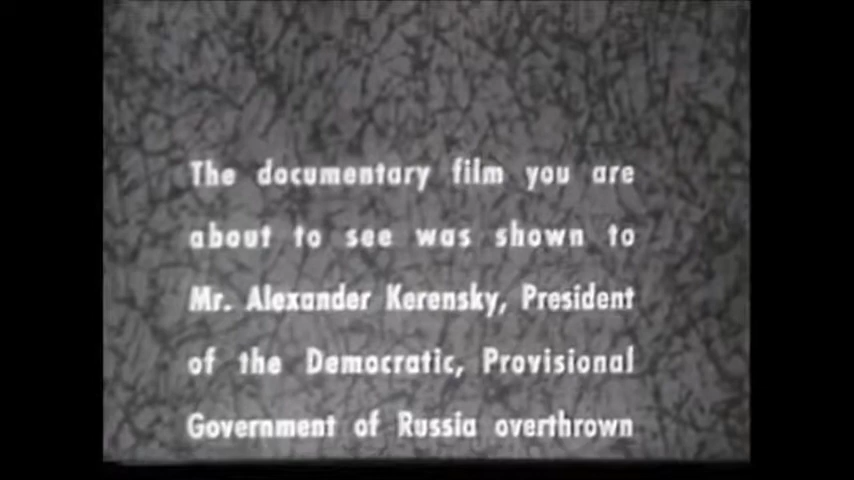 The documentary film you are
about to see was shown to
Mr. Alexander Kerensky, President
of the Democratic, Provisional
Government of Russia overthrown